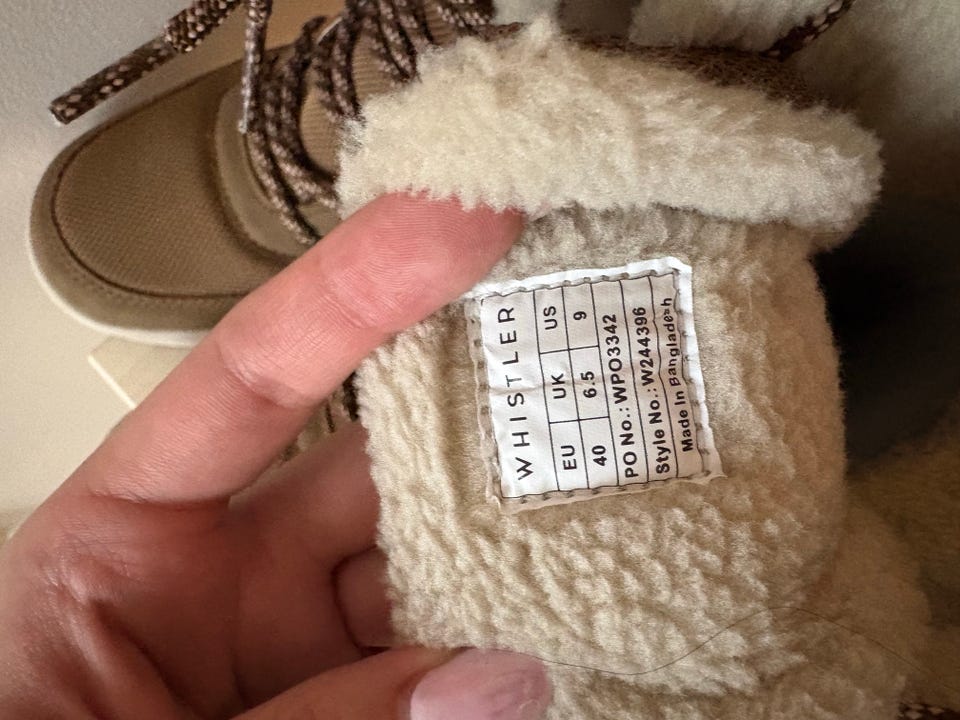 WHISTLER
EU UK US
40 6.5 9
PO No.: WPO3342
Style No.: W244396
Made In Bangladesh